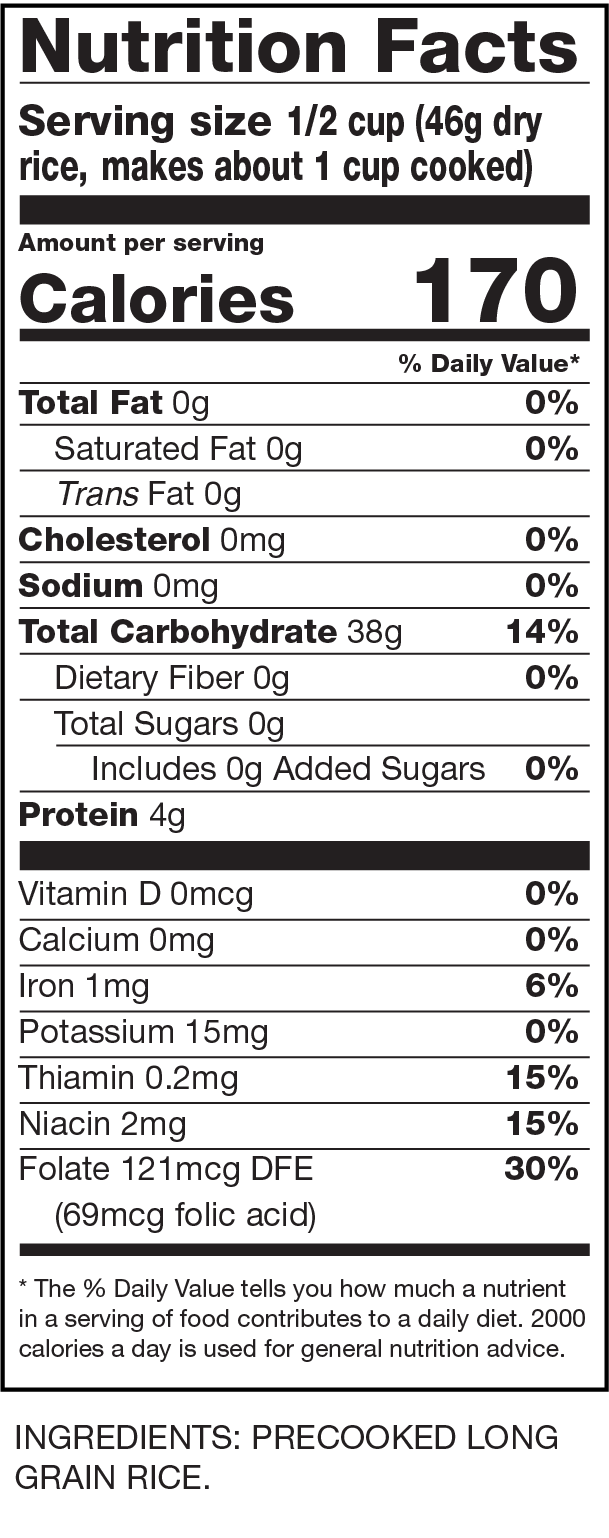 Nutrition Facts
Serving size 1/2 cup (46g dry
rice, makes about 1 cup cooked)
Amount per serving
Calories 170
% Daily Value*
Total Fat 0g 0%
Saturated Fat 0g 0%
Trans Fat 0g
Cholesterol 0mg 0%
Sodium 0mg 0%
Total Carbohydrate 38g 14%
Dietary Fiber 0g 0%
Total Sugars 0g
Includes 0g Added Sugars 0%
Protein 4g
Vitamin D 0mcg 0%
Calcium 0mg 0%
Iron 1mg 6%
Potassium 15mg 0%
Thiamin 0.2mg 15%
Niacin 2mg 15%
Folate 121mcg DFE 30%
(69mcg folic acid)
* The % Daily Value tells you how much a nutrient
in a serving of food contributes to a daily diet. 2000
calories a day is used for general nutrition advice.
INGREDIENTS: PRECOOKED LONG
GRAIN RICE.